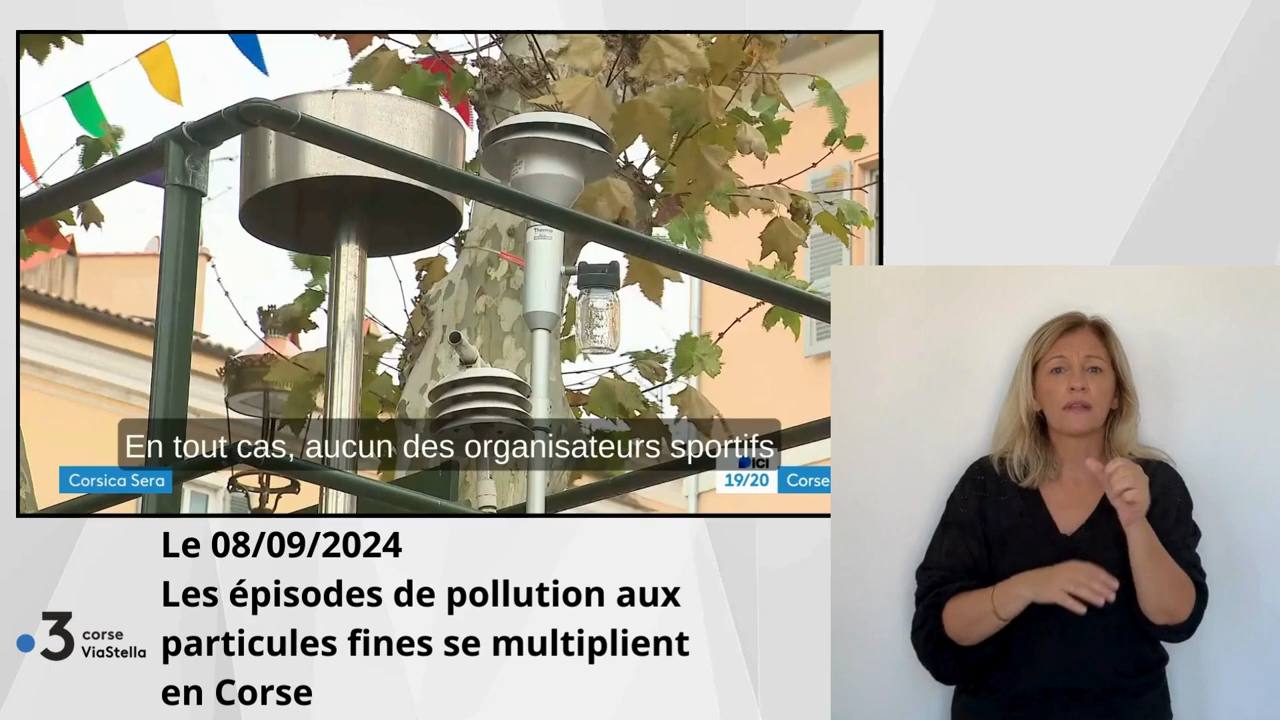 Thermo
En tout cas, aucun des organisateurs sportifs
ICI
Corsica Sera
19/20
Corse
Le 08/09/2024
Les épisodes de pollution aux
particules fines se multiplient
en Corse
3 corse
ViaStella